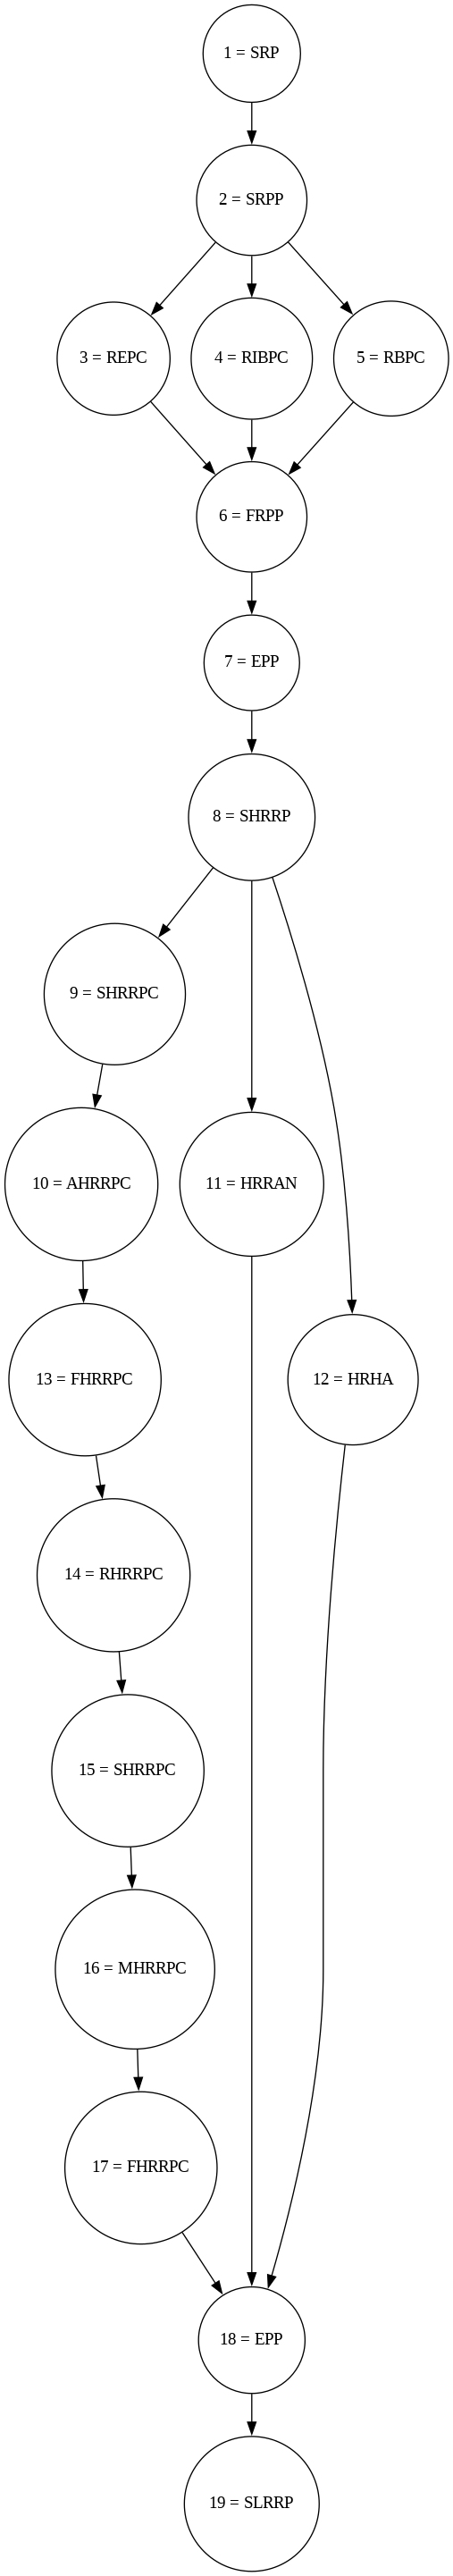 1 = SRP
2 = SRPP
3 = REPC
4 = RIBPC
5 = RBPC
6 = FRPP
7 = EPP
8 = SHRRP
9 = SHRRPC
10 = AHRRPC
11 = HRRAN
12 = HRHA
13 = FHRRPC
14 = RHRRPC
15 = SHRRPC
16 = MHRRPC
17 = FHRRPC
18 = EPP
19 = SLRRP